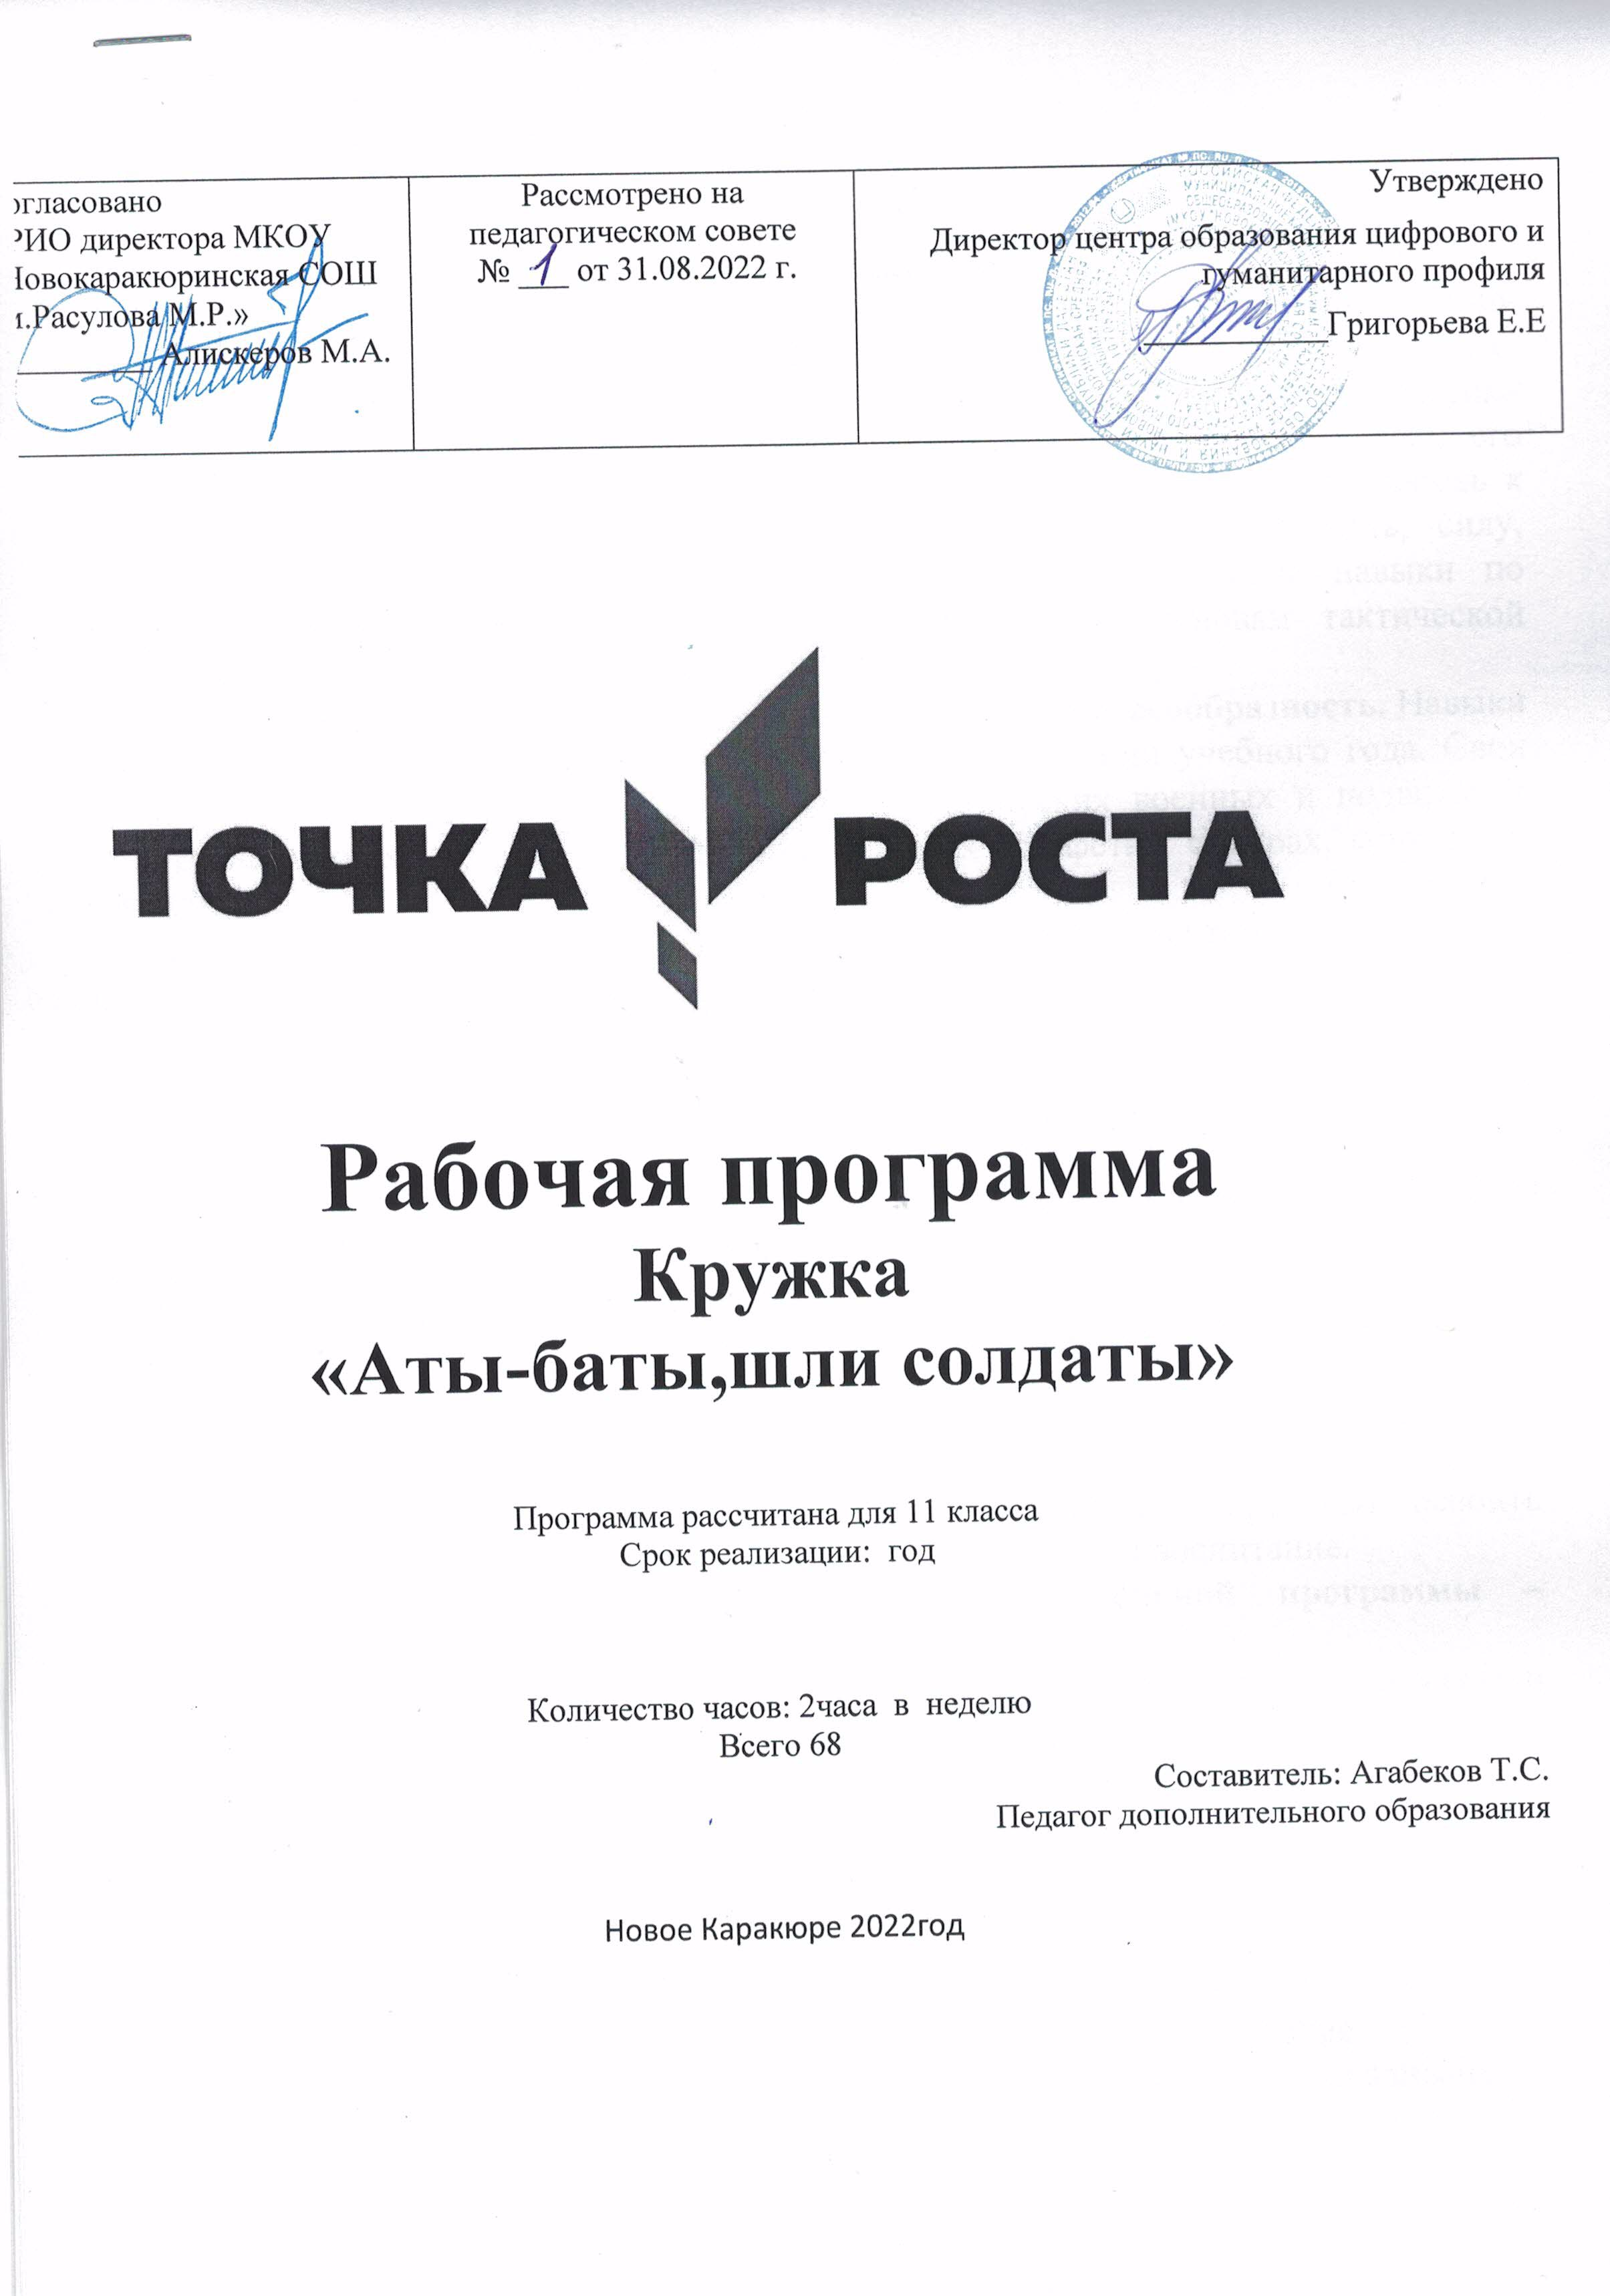 огласовано
РИО директора МКОУ
Новокаракюринская СОШ
м.Расулова М.Р.»
__________ Алискеров М.А.
Рассмотрено на
педагогическом совете
№ 1 от 31.08.2022 г.
Утверждено
Директор центра образования цифрового и
гуманитарного профиля
____________Григорьева Е.Е
ТОЧКА РОСТА
Рабочая программа
Кружка
«Аты-баты,шли солдаты»
Программа рассчитана для 11 класса
Срок реализации: год
Количество часов: 2часа в неделю
Всего 68
Составитель: Агабеков Т.С.
Педагог дополнительного образования
Новое Каракюре 2022год